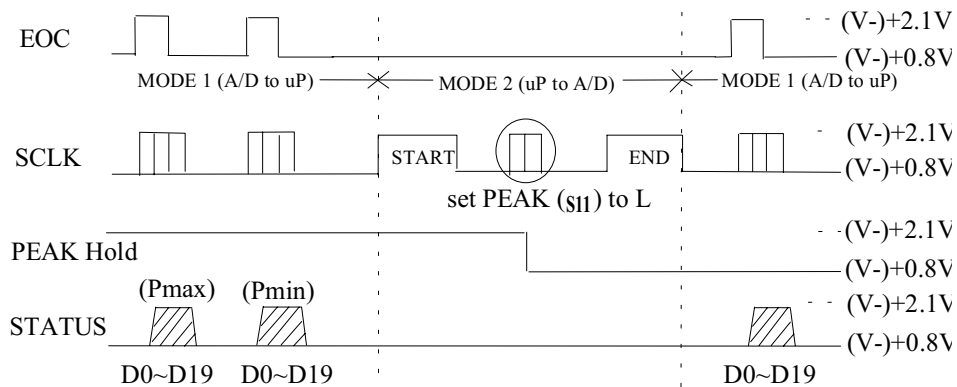 EOC
(V-)+2.1V
(V-)+0.8V
MODE 1 (A/D to uP)
MODE 2 (uP to A/D)
MODE 1 (A/D to uP)
SCLK
START
END
(V-)+2.1V
(V-)+0.8V
set PEAK (S11) to L
PEAK Hold
(V-)+2.1V
(V-)+0.8V
(Pmax)
(Pmin)
STATUS
(V-)+2.1V
(V-)+0.8V
D0~D19
D0~D19
D0~D19